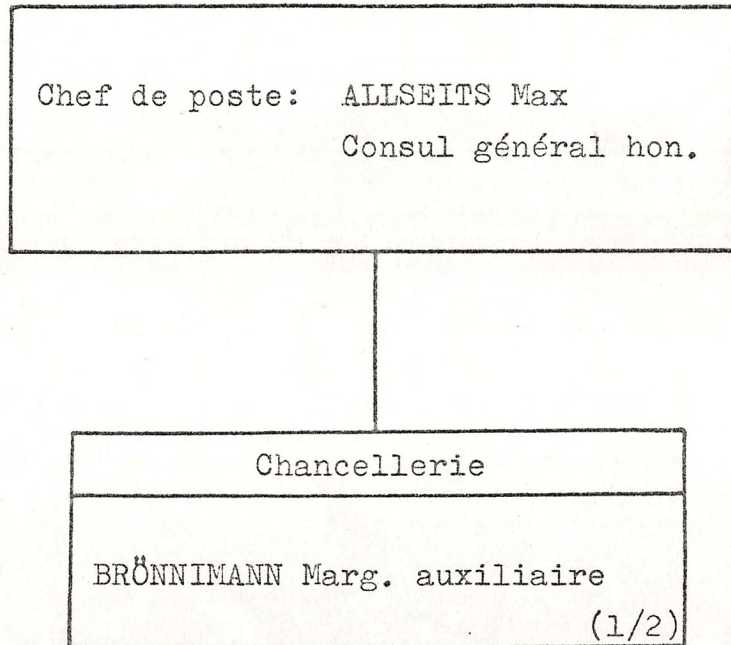 Chef de poste: ALLSEITS Max
Consul général hon.
Chancellerie
BRÖNNIMANN Marg. auxiliaire
(1/2)